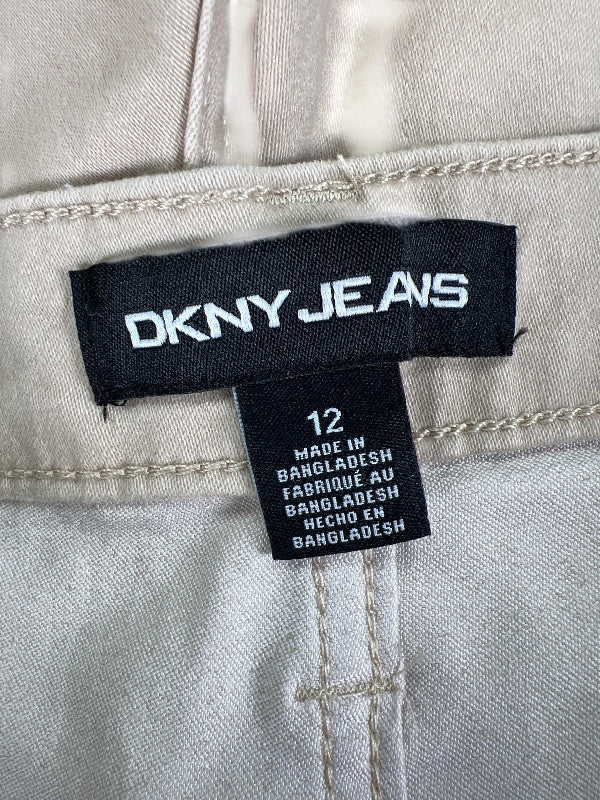 DKNY JEANS
12
MADE IN
BANGLADESH
FABRIQUÉ AU
BANGLADESH
HECHO EN
BANGLADESH